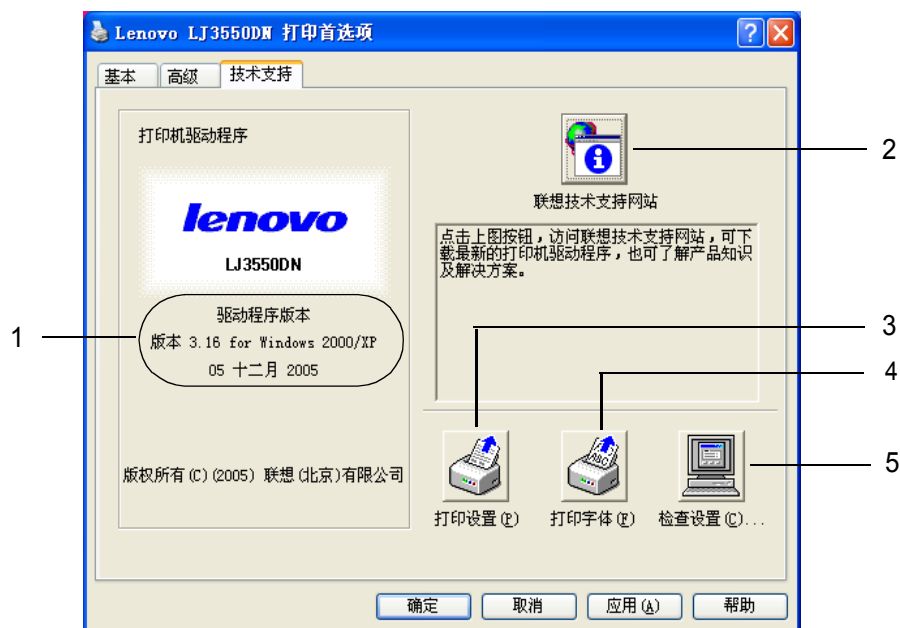 Lenovo LJ3550DN 打印首选项
基本
高级
技术支持
打印机驱动程序
lenovo
LJ3550DN
驱动程序版本
版本 3.16 for Windows 2000/XP
05 十二月 2005
版权所有(C)(2005) 联想(北京)有限公司
联想技术支持网站
点击上图按钮，访问联想技术支持网站，可下
载最新的打印机驱动程序，也可了解产品知识
及解决方案。
打印设置(P)
打印字体(F)
检查设置(C)...
确定
取消
应用(A)
帮助
1
2
3
4
5